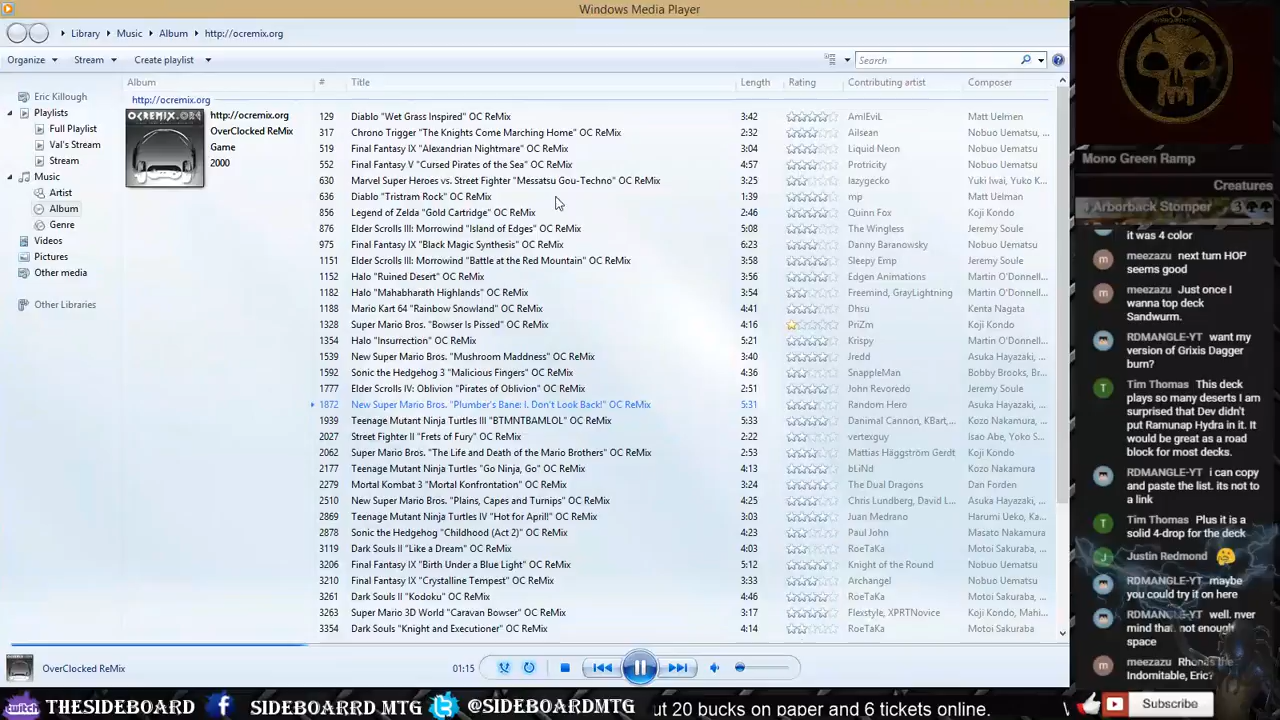 Windows Media Player
Library Music Album http://ocremix.org
Organize Stream Create playlist Search
Album # Title Length Rating Contributing artist Composer
Eric Killough
Playlists
Full Playlist
Val's Stream
Stream
Music
Artist
Album
Genre
Videos
Pictures
Other media
Other Libraries
http://ocremix.org
OCREMIX.ORG
http://ocremix.org
OverClocked ReMix
Game
2000
129 Diablo "Wet Grass Inspired" OC ReMix 3:42 AmIEviL Matt Uelmen
317 Chrono Trigger "The Knights Come Marching Home" OC ReMix 2:32 Ailsean Nobuo Uematsu, ...
519 Final Fantasy IX "Alexandrian Nightmare" OC ReMix 3:04 Liquid Neon Nobuo Uematsu
552 Final Fantasy V "Cursed Pirates of the Sea" OC ReMix 4:57 Protricity Nobuo Uematsu
630 Marvel Super Heroes vs. Street Fighter "Messatsu Gou-Techno" OC ReMix 3:25 lazygecko Yuki Iwai, Yuko K...
636 Diablo "Tristram Rock" OC ReMix 1:39 mp Matt Uelman
856 Legend of Zelda "Gold Cartridge" OC ReMix 2:46 Quinn Fox Koji Kondo
876 Elder Scrolls III: Morrowind "Island of Edges" OC ReMix 5:08 The Wingless Jeremy Soule
975 Final Fantasy IX "Black Magic Synthesis" OC ReMix 6:23 Danny Baranowsky Nobuo Uematsu
1151 Elder Scrolls III: Morrowind "Battle at the Red Mountain" OC ReMix 3:58 Sleepy Emp Jeremy Soule
1152 Halo "Ruined Desert" OC ReMix 3:56 Edgen Animations Martin O'Donnell...
1182 Halo "Mahabharath Highlands" OC ReMix 3:54 Freemind, GrayLightning Martin O'Donnell...
1188 Mario Kart 64 "Rainbow Snowland" OC ReMix 4:41 Dhsu Kenta Nagata
1328 Super Mario Bros. "Bowser Is Pissed" OC ReMix 4:16 PriZm Koji Kondo
1354 Halo "Insurrection" OC ReMix 5:21 Krispy Martin O'Donnell...
1539 New Super Mario Bros. "Mushroom Maddness" OC ReMix 3:40 Jredd Asuka Hayazaki, ...
1592 Sonic the Hedgehog 3 "Malicious Fingers" OC ReMix 4:36 SnappleMan Bobby Brooks, Br...
1777 Elder Scrolls IV: Oblivion "Pirates of Oblivion" OC ReMix 2:51 John Revoredo Jeremy Soule
1872 New Super Mario Bros. "Plumber's Bane: I. Don't Look Back!" OC ReMix 5:31 Random Hero Asuka Hayazaki, ...
1939 Teenage Mutant Ninja Turtles III "BTMNTBAMLOL" OC ReMix 5:33 Danimal Cannon, KBart,... Kozo Nakamura, ...
2027 Street Fighter II "Frets of Fury" OC ReMix 2:22 vertexguy Isao Abe, Yoko S...
2062 Super Mario Bros. "The Life and Death of the Mario Brothers" OC ReMix 2:53 Mattias Häggström Gerdt Koji Kondo
2177 Teenage Mutant Ninja Turtles "Go Ninja, Go" OC ReMix 4:13 bLiNd Kozo Nakamura
2279 Mortal Kombat 3 "Mortal Konfrontation" OC ReMix 3:24 The Dual Dragons Dan Forden
2510 New Super Mario Bros. "Plains, Capes and Turnips" OC ReMix 4:25 Chris Lundberg, David L... Asuka Hayazaki, ...
2869 Teenage Mutant Ninja Turtles IV "Hot for April!" OC ReMix 3:03 Juan Medrano Harumi Ueko, Ka...
2878 Sonic the Hedgehog "Childhood (Act 2)" OC ReMix 4:23 Paul John Masato Nakamura
3119 Dark Souls II "Like a Dream" OC ReMix 4:03 RoeTaKa Motoi Sakuraba, ...
3206 Final Fantasy IX "Birth Under a Blue Light" OC ReMix 5:12 Knight of the Round Nobuo Uematsu
3210 Final Fantasy IX "Crystalline Tempest" OC ReMix 3:33 Archangel Nobuo Uematsu
3261 Dark Souls II "Kodoku" OC ReMix 4:46 RoeTaKa Motoi Sakuraba, ...
3263 Super Mario 3D World "Caravan Bowser" OC ReMix 3:17 Flexstyle, XPRTNovice Koji Kondo, Mahi...
3354 Dark Souls "Knight and Executioner" OC ReMix 4:14 RoeTaKa Motoi Sakuraba
OverClocked ReMix 01:15
Mono Green Ramp
Creatures
4 Arborback Stomper 3
it was 4 color
meezazu next turn HOP
seems good
meezazu Just once I
wanna top deck
Sandwurm.
RDMANGLE-YT want my
version of Grixis Dagger
burn?
Tim Thomas This deck
plays so many deserts I am
surprised that Dev didn't
put Ramunap Hydra in it. It
would be great as a road
block for most decks.
RDMANGLE-YT i can copy
and paste the list. its not to
a link
Tim Thomas Plus it is a
solid 4-drop for the deck
Justin Redmond
RDMANGLE-YT maybe
you could try it on here
RDMANGLE-YT well. nver
mind that. not enough
space
meezazu Rhonas the
Indomitable, Eric?
Subscribe
twitch THESIDEBOARD f SIDEBOARRD MTG @SIDEBOARDMTG ut 20 bucks on paper and 6 tickets online.